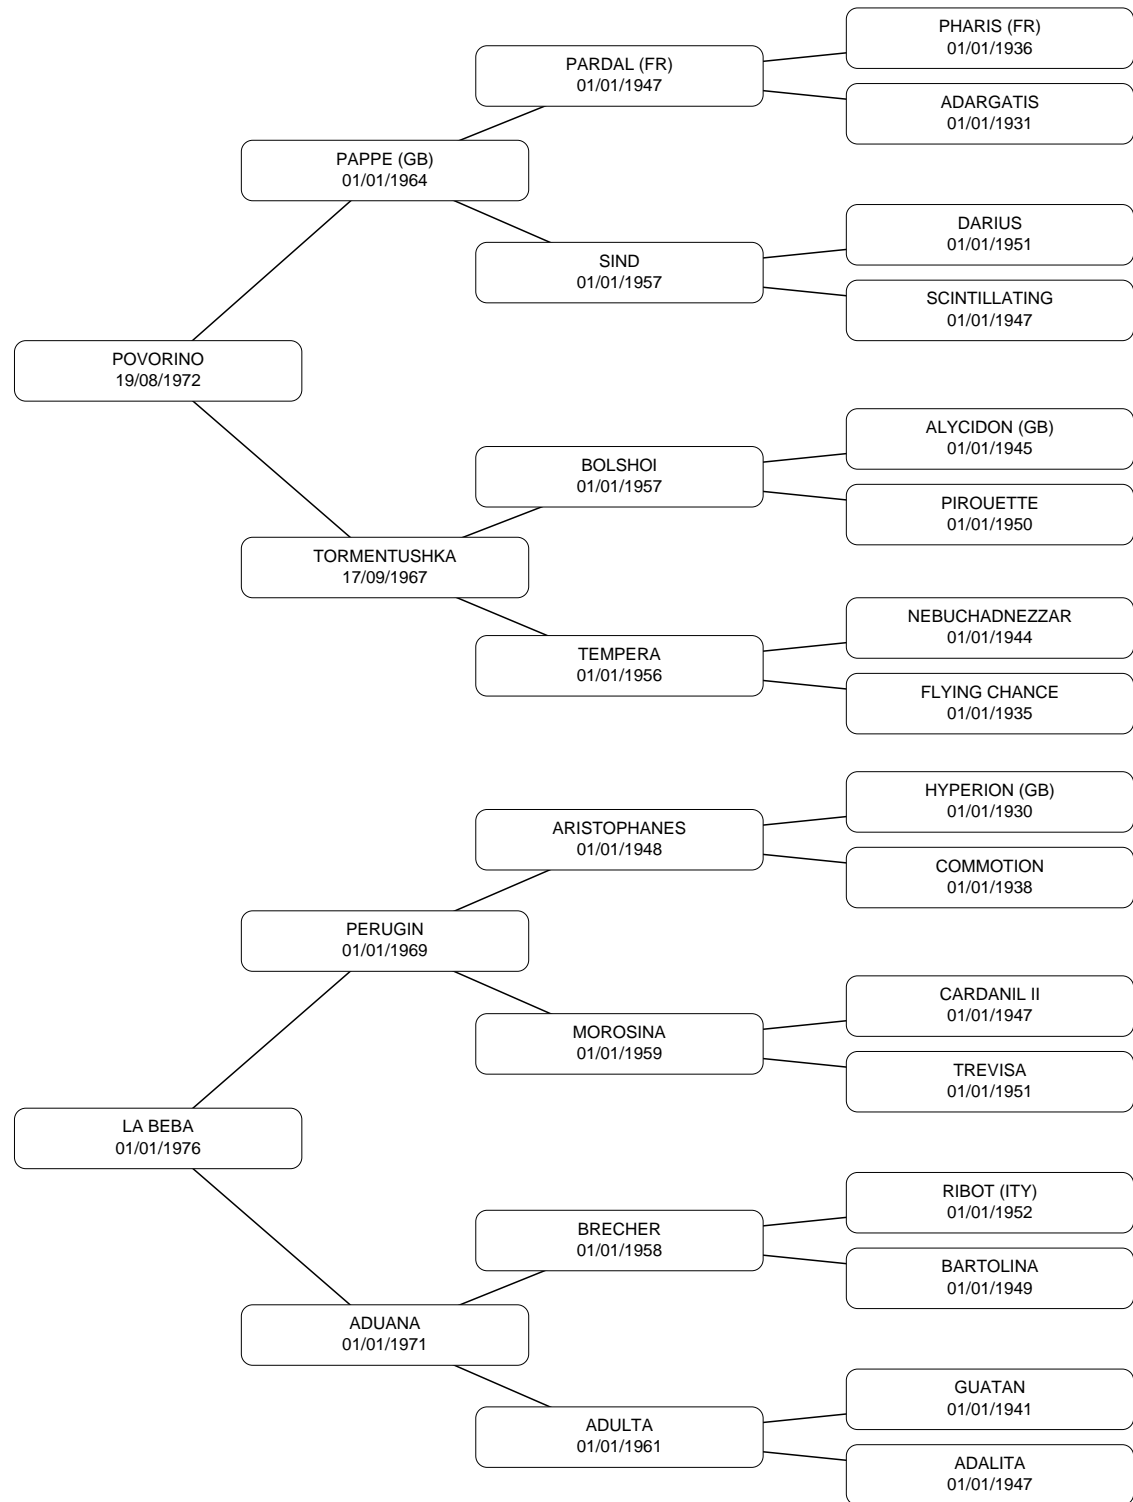 PHARIS (FR)
01/01/1936
PARDAL (FR)
01/01/1947
ADARGATIS
01/01/1931
PAPPE (GB)
01/01/1964
DARIUS
01/01/1951
SIND
01/01/1957
SCINTILLATING
01/01/1947
POVORINO
19/08/1972
ALYCIDON (GB)
01/01/1945
BOLSHOI
01/01/1957
PIROUETTE
01/01/1950
TORMENTUSHKA
17/09/1967
NEBUCHADNEZZAR
01/01/1944
TEMPERA
01/01/1956
FLYING CHANCE
01/01/1935
HYPERION (GB)
01/01/1930
ARISTOPHANES
01/01/1948
COMMOTION
01/01/1938
PERUGIN
01/01/1969
CARDANIL II
01/01/1947
MOROSINA
01/01/1959
TREVISA
01/01/1951
LA BEBA
01/01/1976
RIBOT (ITY)
01/01/1952
BRECHER
01/01/1958
BARTOLINA
01/01/1949
ADUANA
01/01/1971
GUATAN
01/01/1941
ADULTA
01/01/1961
ADALITA
01/01/1947